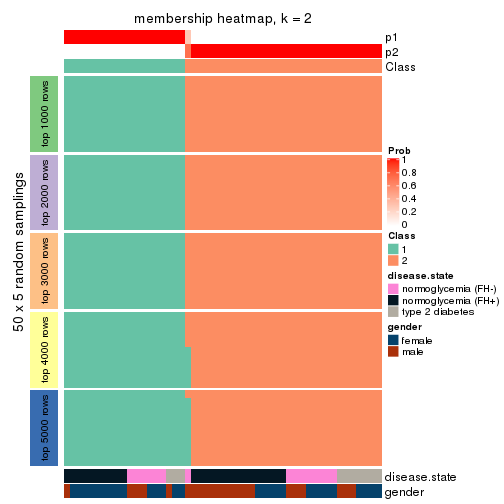 membership heatmap, k = 2
p1
p2
Class
50 x 5 random samplings
top 1000 rows
top 2000 rows
top 3000 rows
top 4000 rows
top 5000 rows
Prob
1
0.8
0.6
0.4
0.2
0
Class
1
2
disease.state
normoglycemia (FH-)
normoglycemia (FH+)
type 2 diabetes
gender
female
male
disease.state
gender